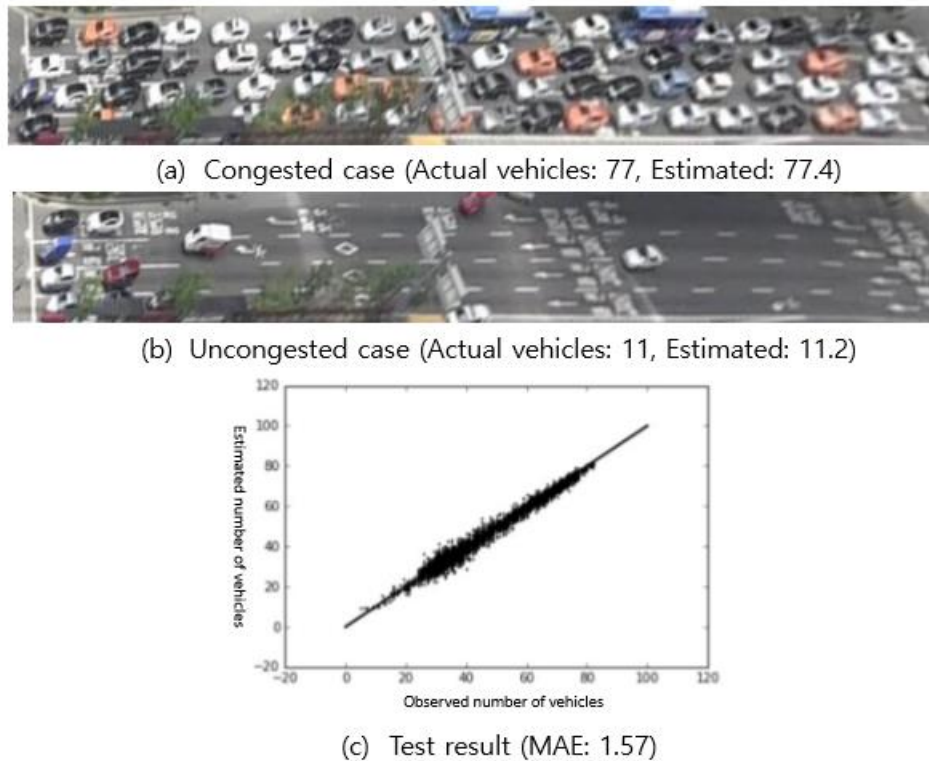 (a) Congested case (Actual vehicles: 77, Estimated: 77.4)
(b) Uncongested case (Actual vehicles: 11, Estimated: 11.2)
120
100
80
60
40
20
0
−20
Estimated number of vehicles
−20 0 20 40 60 80 100 120
Observed number of vehicles
(c) Test result (MAE: 1.57)